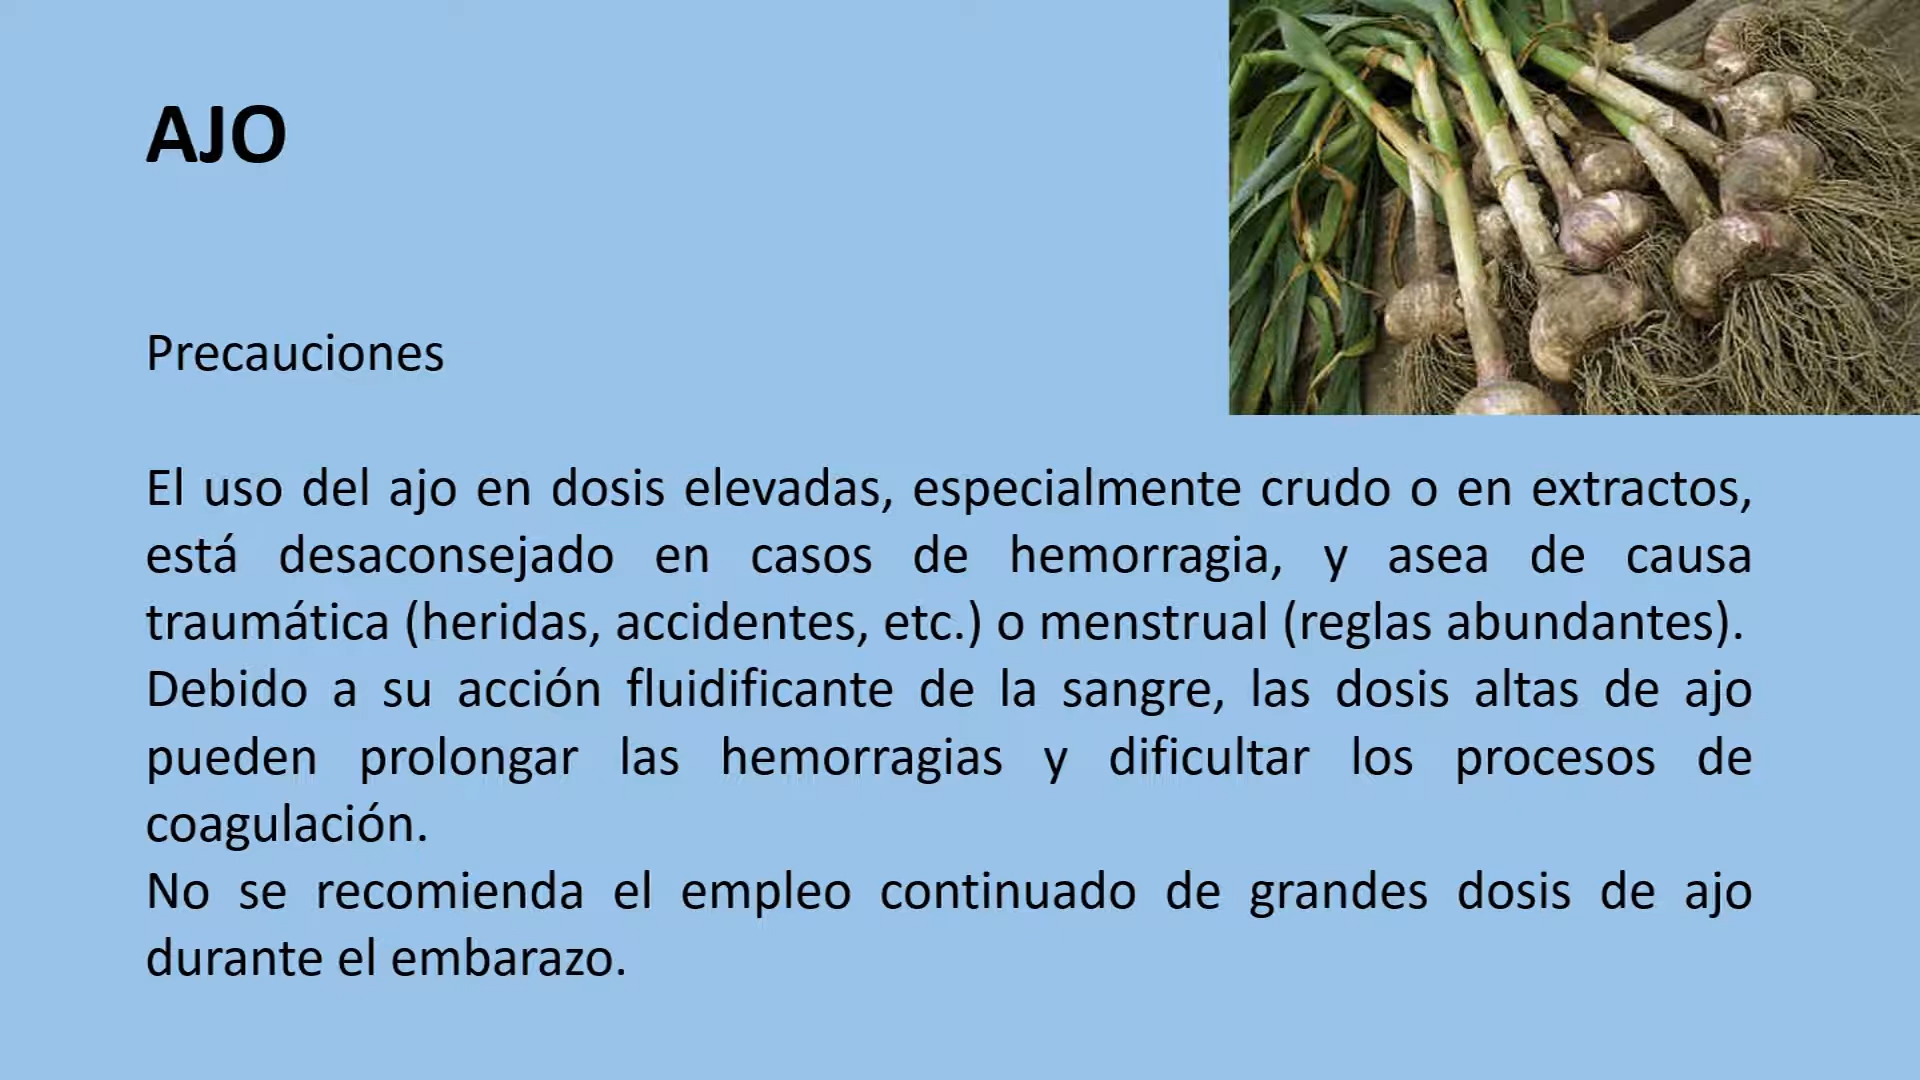 AJO
Precauciones
El uso del ajo en dosis elevadas, especialmente crudo o en extractos,
está desaconsejado en casos de hemorragia, y asea de causa
traumática (heridas, accidentes, etc.) o menstrual (reglas abundantes).
Debido a su acción fluidificante de la sangre, las dosis altas de ajo
pueden prolongar las hemorragias y dificultar los procesos de
coagulación.
No se recomienda el empleo continuado de grandes dosis de ajo
durante el embarazo.